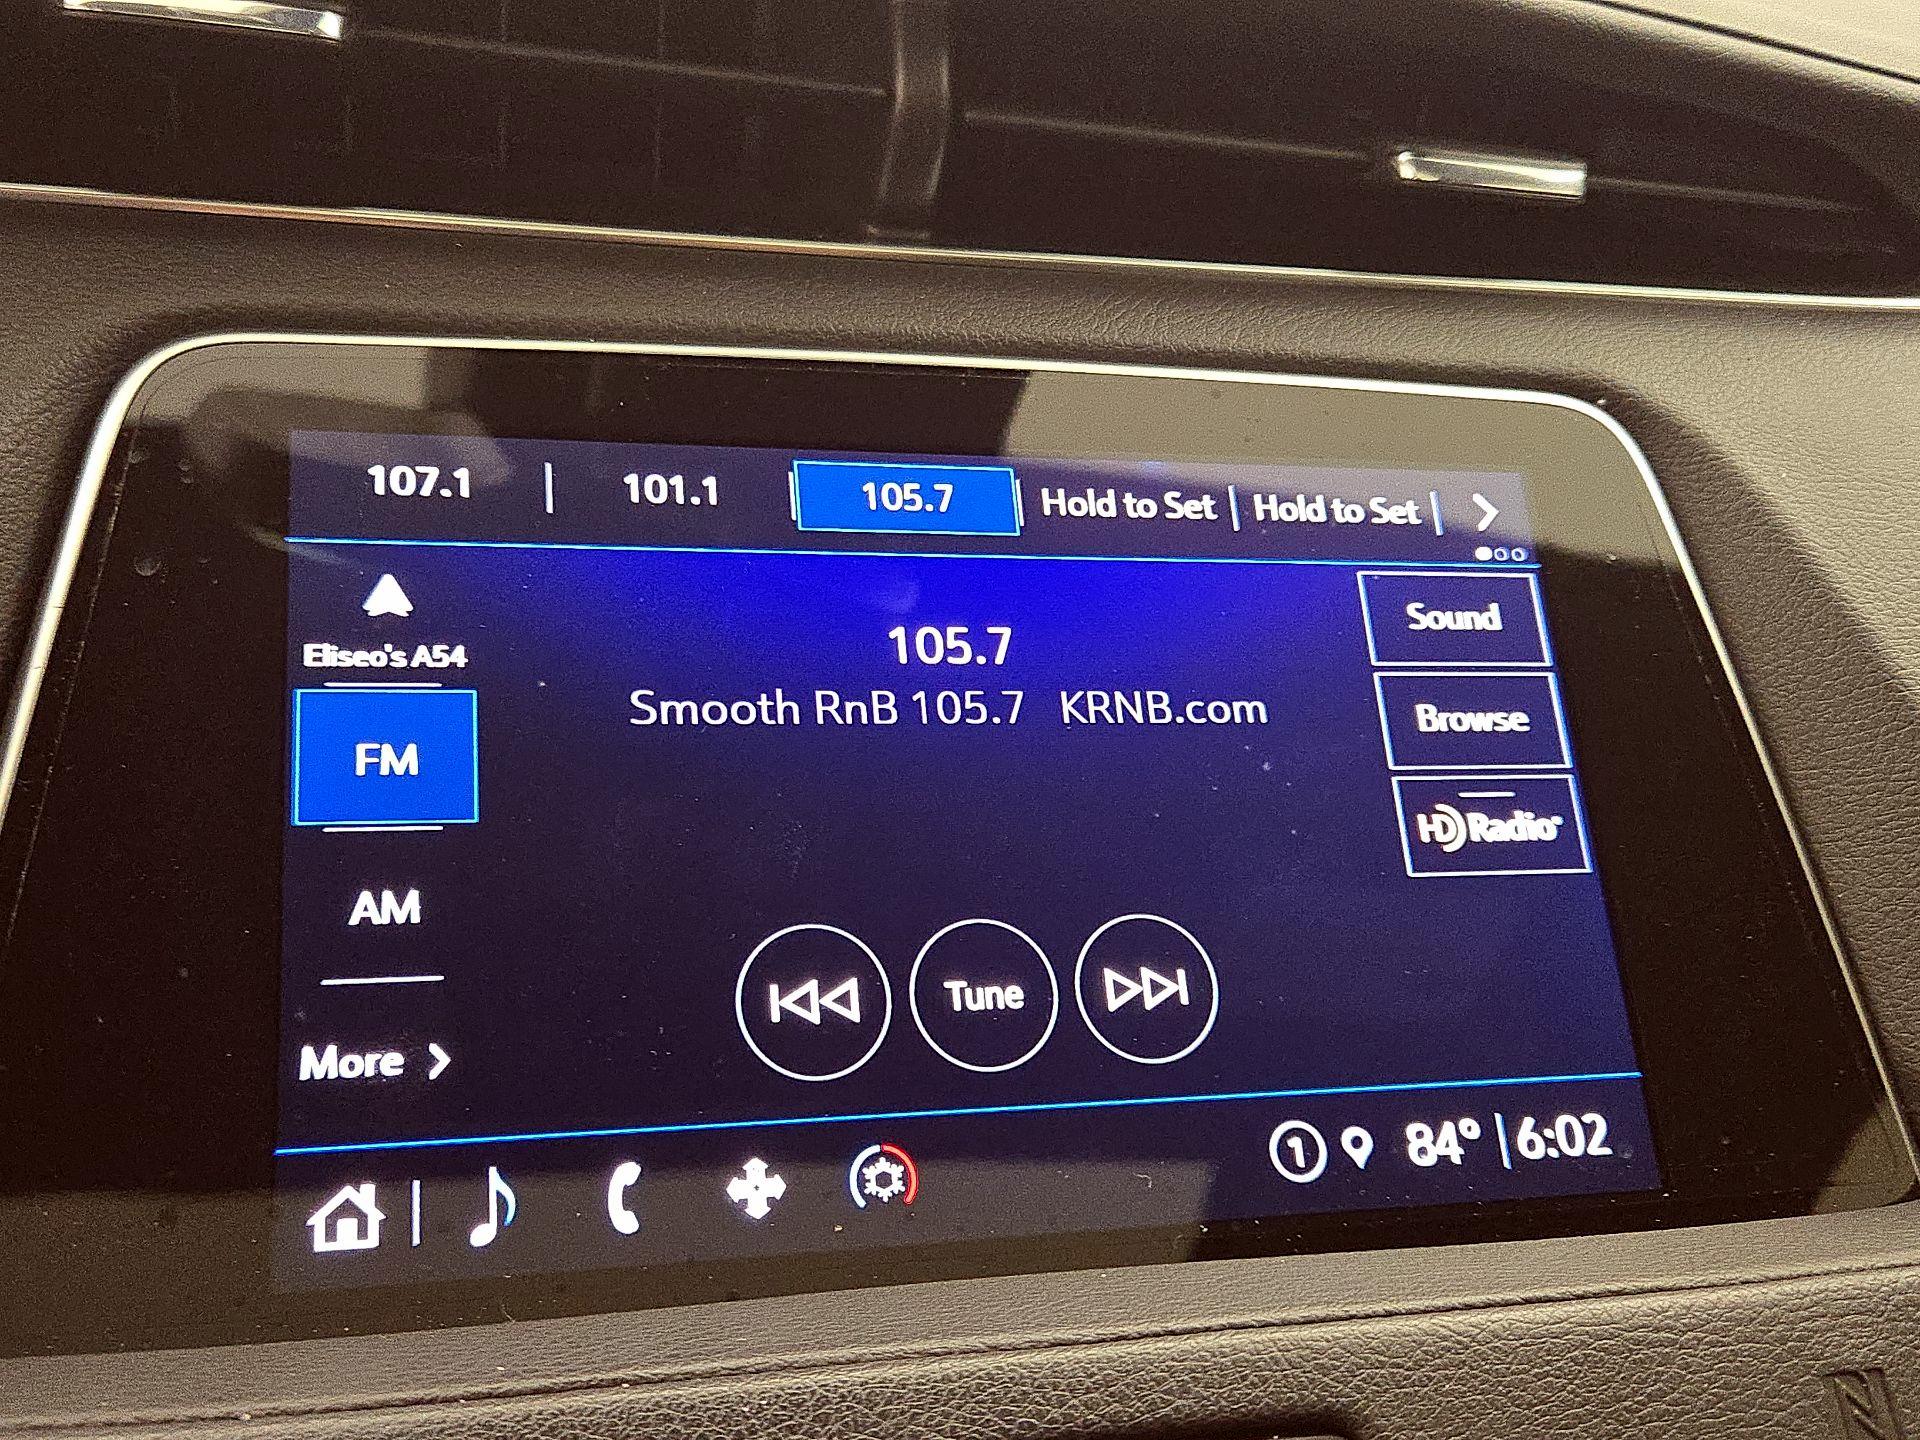 107.1 | 101.1 105.7 Hold to Set | Hold to Set |
Eliseo's A54
FM
AM
More
105.7
Smooth RnB 105.7 KRNB.com
Sound
Browse
HD Radio
Tune
1 84° | 6:02